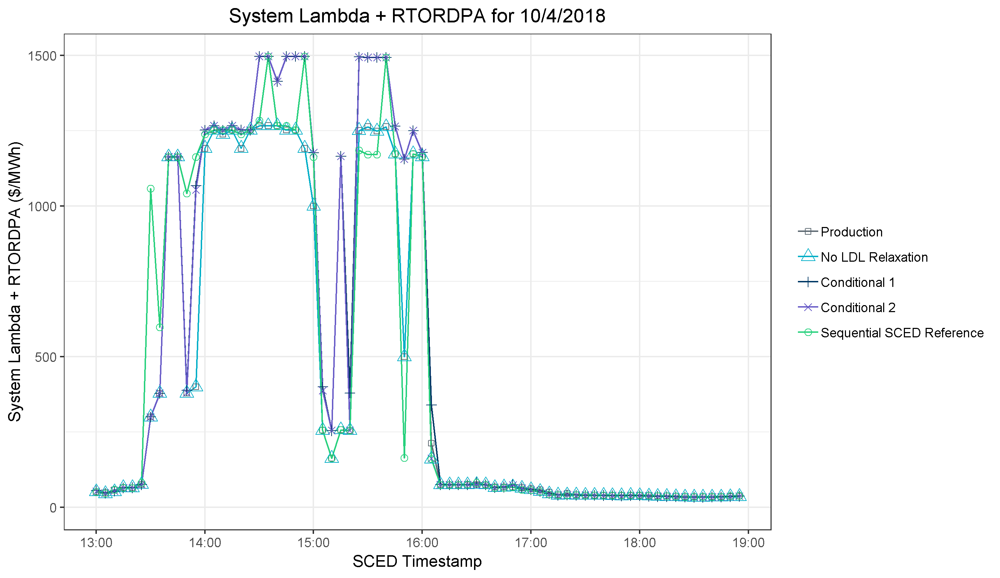 System Lambda + RTORDPA for 10/4/2018
System Lambda + RTORDPA ($/MWh)
1500
1000
500
0
13:00 14:00 15:00 16:00 17:00 18:00 19:00
SCED Timestamp
Production
No LDL Relaxation
Conditional 1
Conditional 2
Sequential SCED Reference